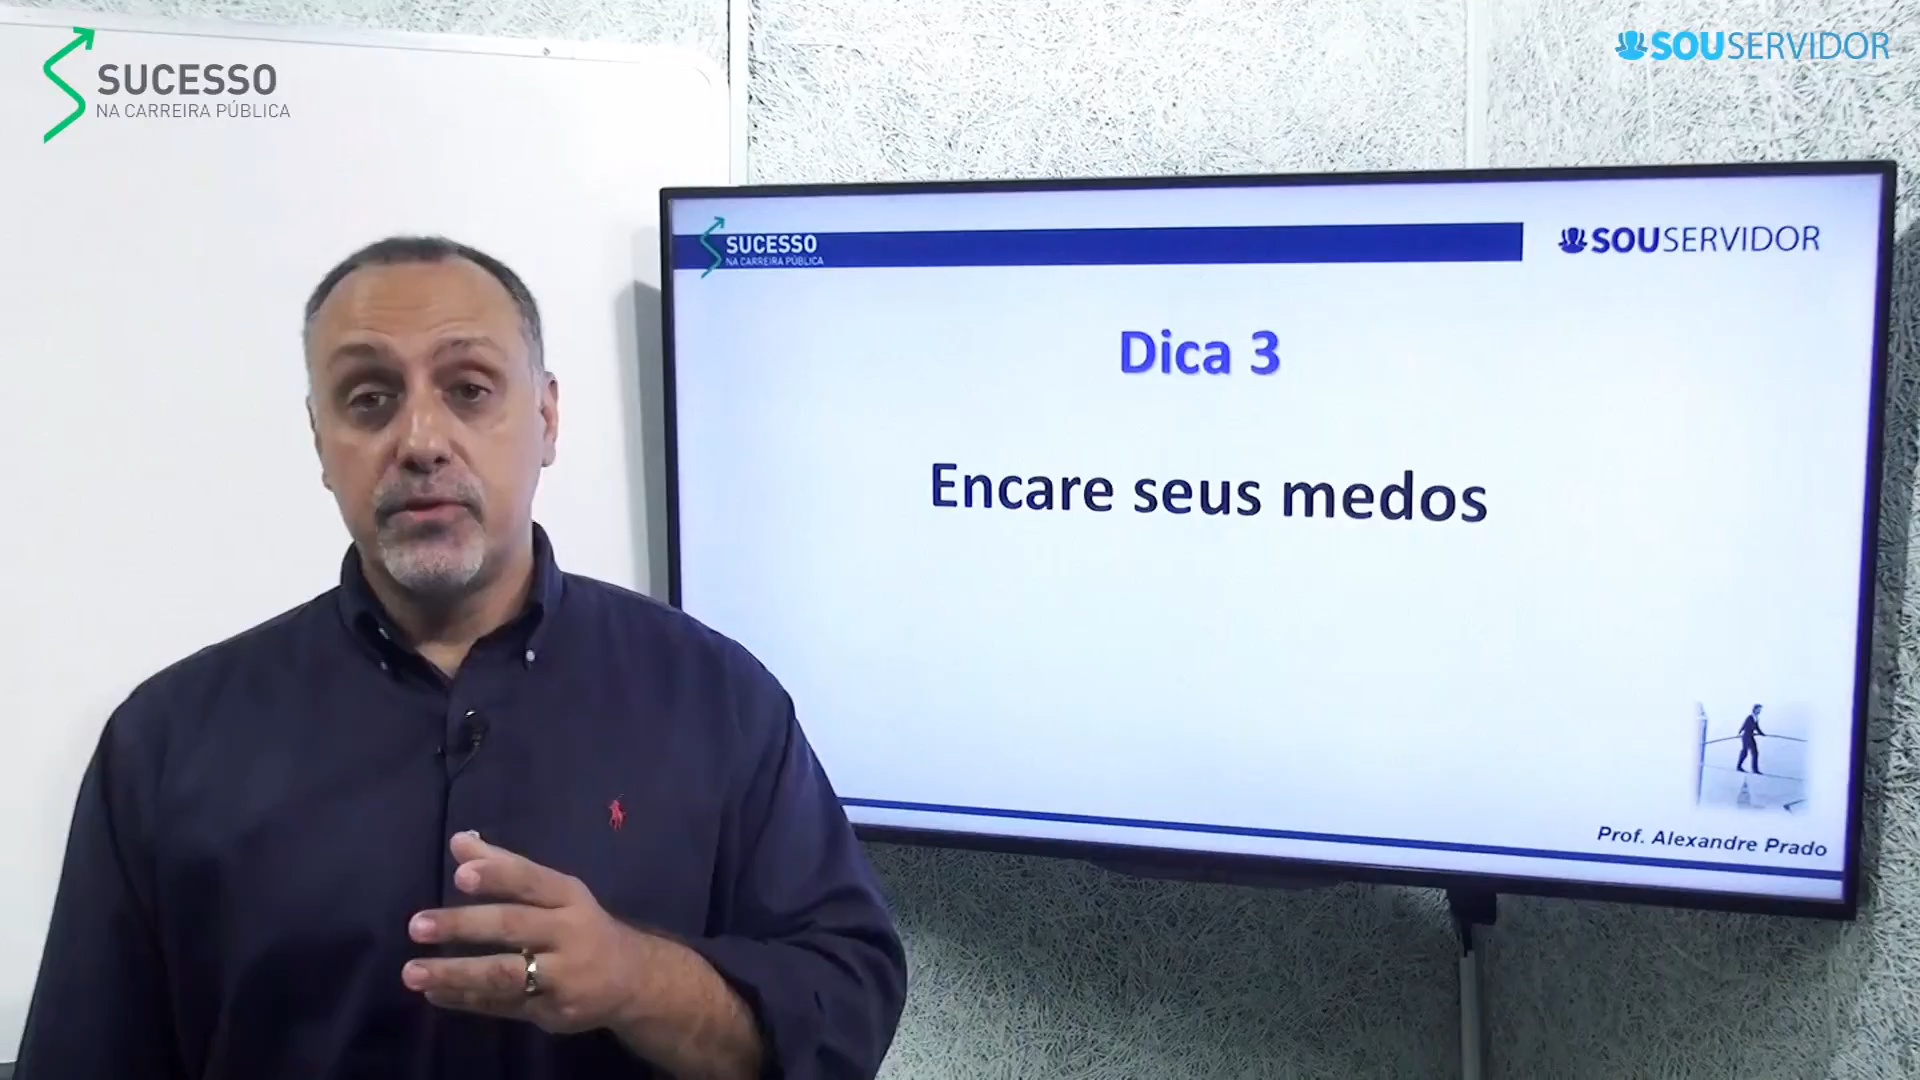 SUCESSO
NA CARREIRA PÚBLICA
SOUSERVIDOR
SUCESSO
NA CARREIRA PÚBLICA
SOUSERVIDOR
Dica 3
Encare seus medos
Prof. Alexandre Prado